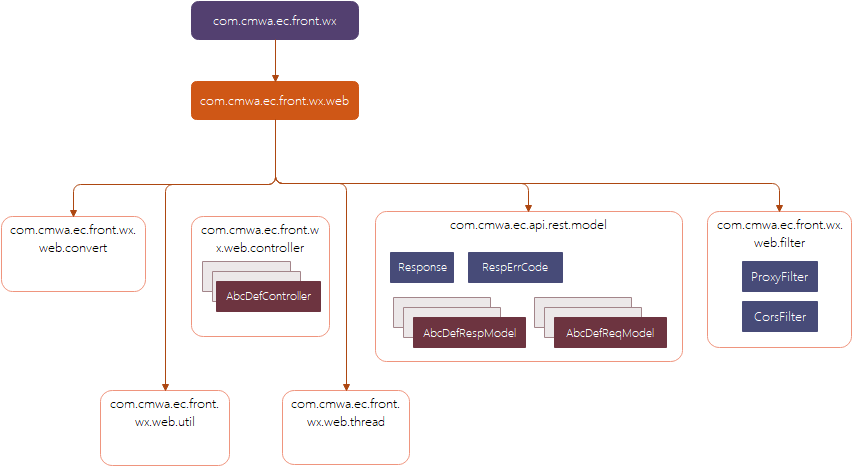 com.cmwa.ec.front.wx
com.cmwa.ec.front.wx.web
com.cmwa.ec.front.wx.
web.convert
com.cmwa.ec.front.w
x.web.controller
AbcDefController
com.cmwa.ec.api.rest.model
Response
RespErrCode
AbcDefRespModel
AbcDefReqModel
com.cmwa.ec.front.wx.
web.filter
ProxyFilter
CorsFilter
com.cmwa.ec.front.
wx.web.util
com.cmwa.ec.front.
wx.web.thread